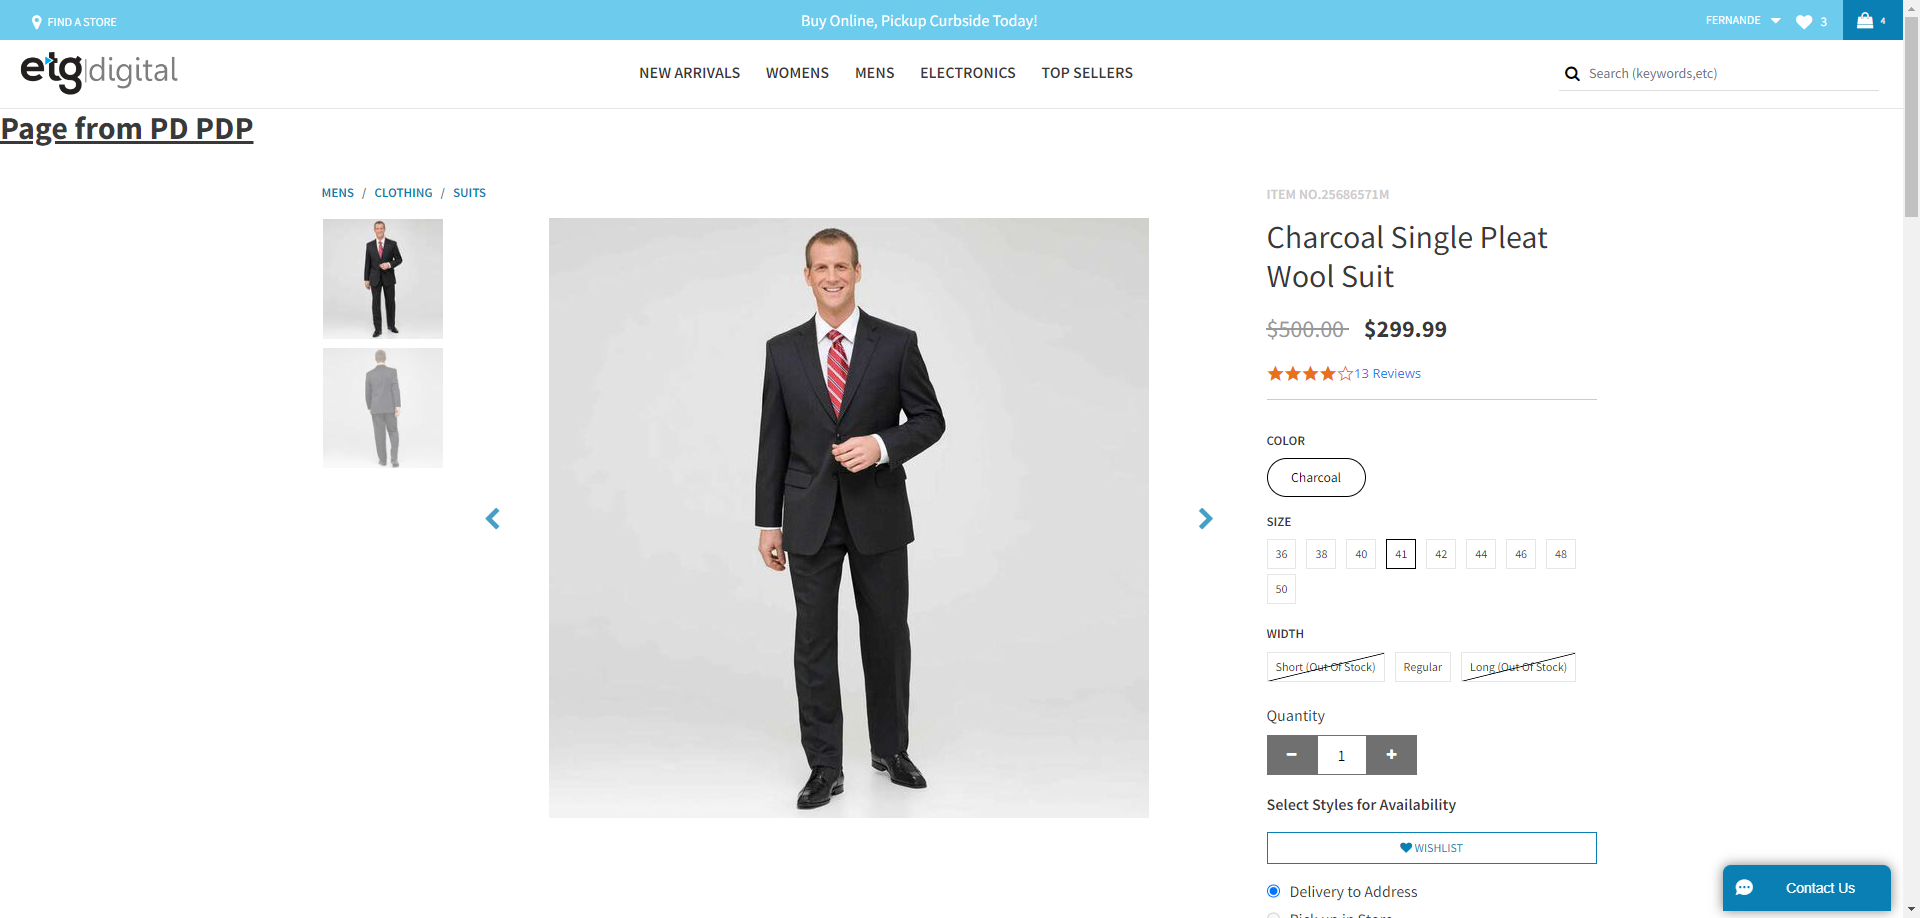 FIND A STORE
Buy Online, Pickup Curbside Today!
FERNANDE
3
4
etg|digital
NEW ARRIVALS WOMENS MENS ELECTRONICS TOP SELLERS
Search (keywords,etc)
Page from PD PDP
MENS / CLOTHING / SUITS
ITEM NO.25686571M
Charcoal Single Pleat
Wool Suit
$500.00 $299.99
13 Reviews
COLOR
Charcoal
SIZE
36 38 40 41 42 44 46 48
50
WIDTH
Short (Out Of Stock) Regular Long (Out Of Stock)
Quantity
− 1 +
Select Styles for Availability
WISHLIST
Delivery to Address
Pick up in Store
Contact Us